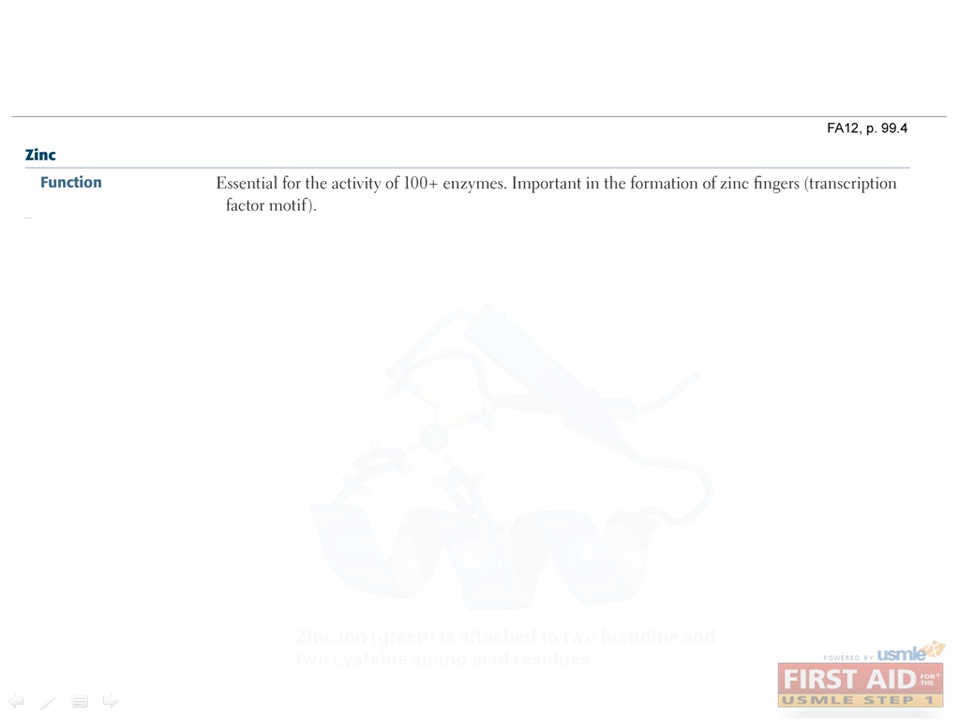 FA12, p. 99.4
Zinc
Function Essential for the activity of 100+ enzymes. Important in the formation of zinc fingers (transcription
factor motif).
...
Zinc ion (green) is attached to two histidine and
two cysteine amino acid residues
POWERED BY usmle
FIRST AID FOR THE®
USMLE STEP 1